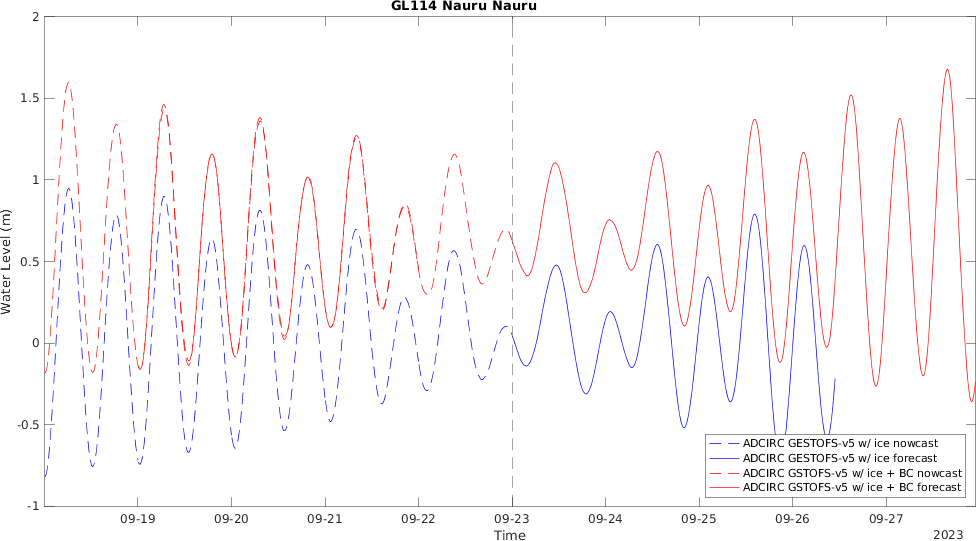 GL114 Nauru Nauru
2
1.5
1
0.5
0
-0.5
-1
Water Level (m)
09-19
09-20
09-21
09-22
09-23
09-24
09-25
09-26
09-27
Time
2023
ADCIRC GESTOFS-v5 w/ ice nowcast
ADCIRC GESTOFS-v5 w/ ice forecast
ADCIRC GSTOFS-v5 w/ ice + BC nowcast
ADCIRC GSTOFS-v5 w/ ice + BC forecast